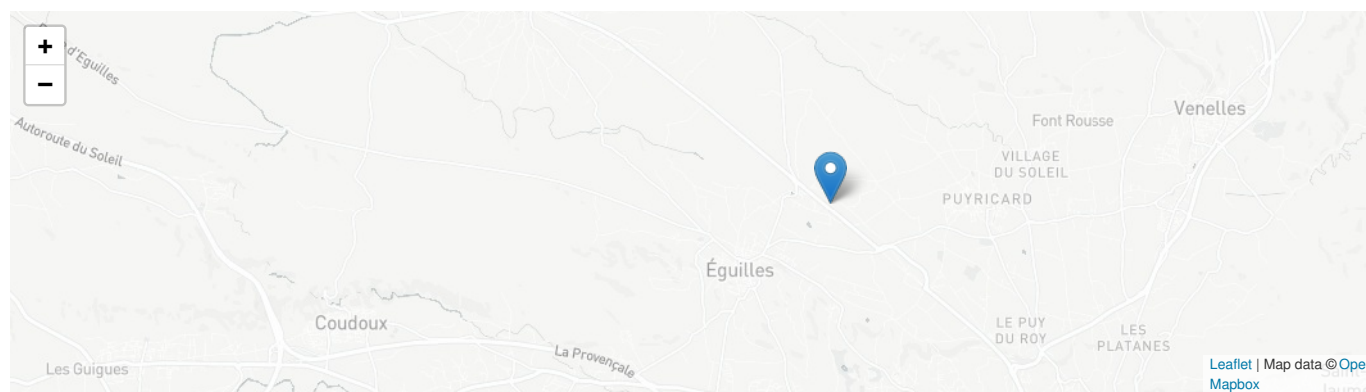 +
−
d'Eguilles
Autoroute du Soleil
Venelles
Font Rousse
VILLAGE
DU SOLEIL
PUYRICARD
Éguilles
Coudoux
LE PUY
DU ROY
LES
PLATANES
La Provençale
Les Guigues
Leaflet | Map data © Ope
Mapbox